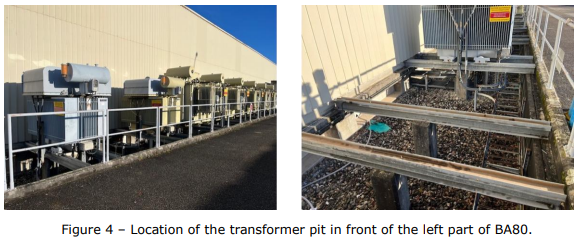 Figure 4 – Location of the transformer pit in front of the left part of BA80.